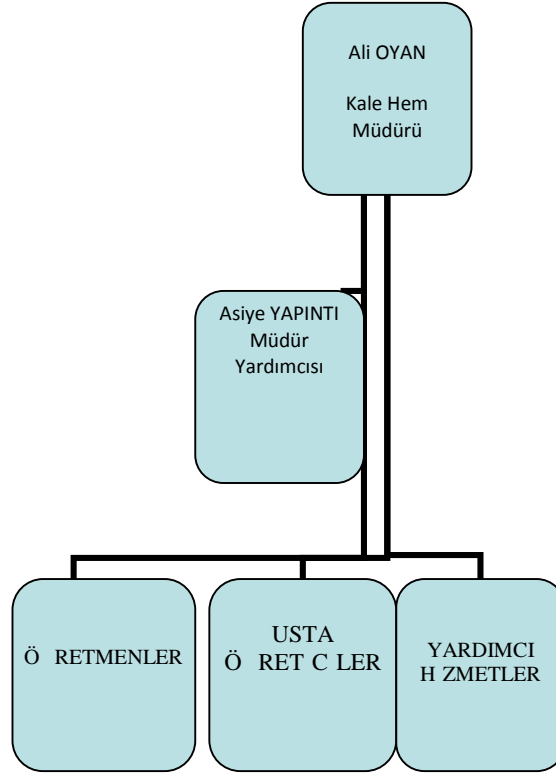 Ali OYAN
Kale Hem
Müdürü
Asiye YAPINTI
Müdür
Yardımcısı
Ö RETMENLER
USTA
Ö RET C LER
YARDIMCI
H ZMETLER